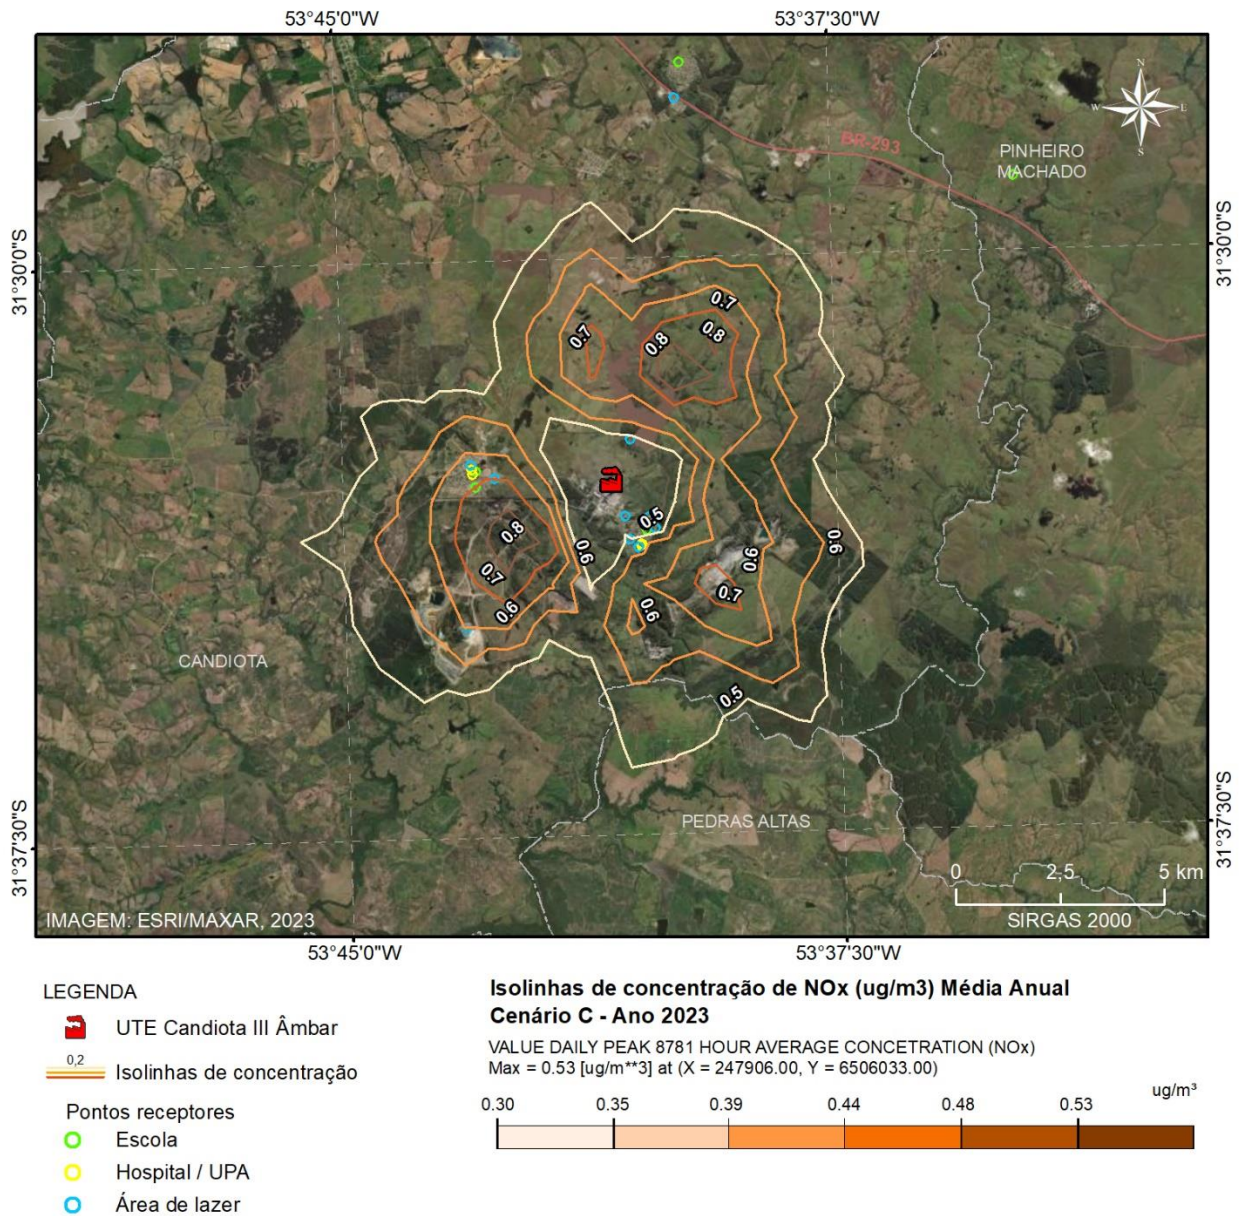 53°45'0"W
53°37'30"W
N
W
E
S
BR-293
PINHEIRO
MACHADO
31°30'0"S
31°30'0"S
0.7
0.8
0.8
0.7
0.5
0.8
0.6
0.6
0.6
0.7
0.7
0.6
0.6
0.5
CANDIOTA
PEDRAS ALTAS
31°37'30"S
31°37'30"S
0 2,5 5 km
SIRGAS 2000
IMAGEM: ESRI/MAXAR, 2023
53°45'0"W
53°37'30"W
LEGENDA
UTE Candiota III Âmbar
0,2
Isolinhas de concentração
Pontos receptores
Escola
Hospital / UPA
Área de lazer
Isolinhas de concentração de NOx (ug/m3) Média Anual
Cenário C - Ano 2023
VALUE DAILY PEAK 8781 HOUR AVERAGE CONCETRATION (NOx)
Max = 0.53 [ug/m**3] at (X = 247906.00, Y = 6506033.00)
ug/m³
0.30 0.35 0.39 0.44 0.48 0.53